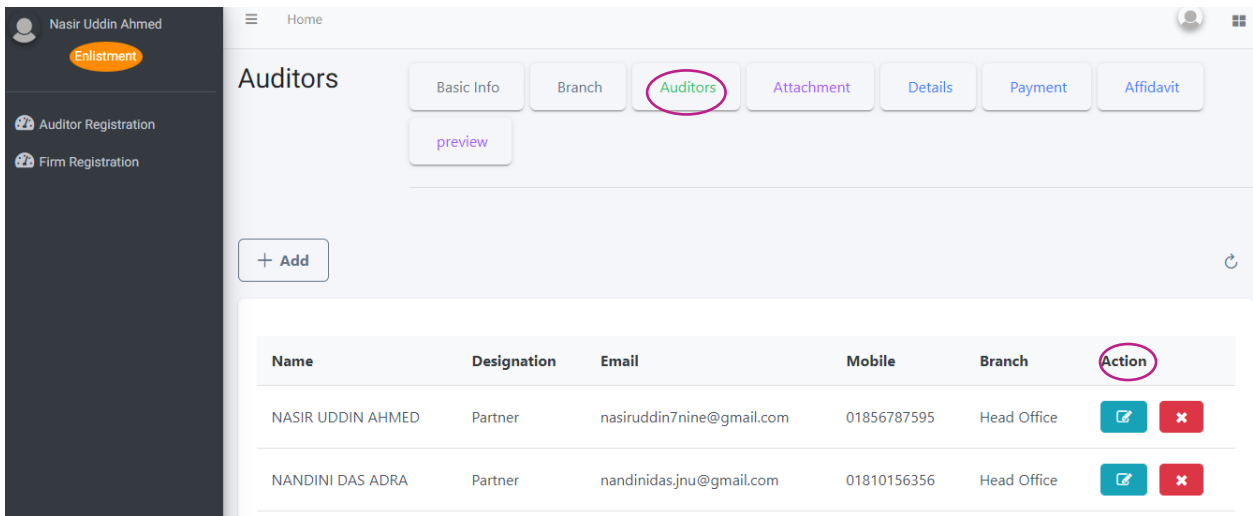 Nasir Uddin Ahmed
Enlistment
Auditor Registration
Firm Registration
Home
Auditors
Basic Info Branch Auditors Attachment Details Payment Affidavit
preview
+ Add
Name Designation Email Mobile Branch Action
NASIR UDDIN AHMED Partner nasiruddin7nine@gmail.com 01856787595 Head Office
NANDINI DAS ADRA Partner nandinidas.jnu@gmail.com 01810156356 Head Office